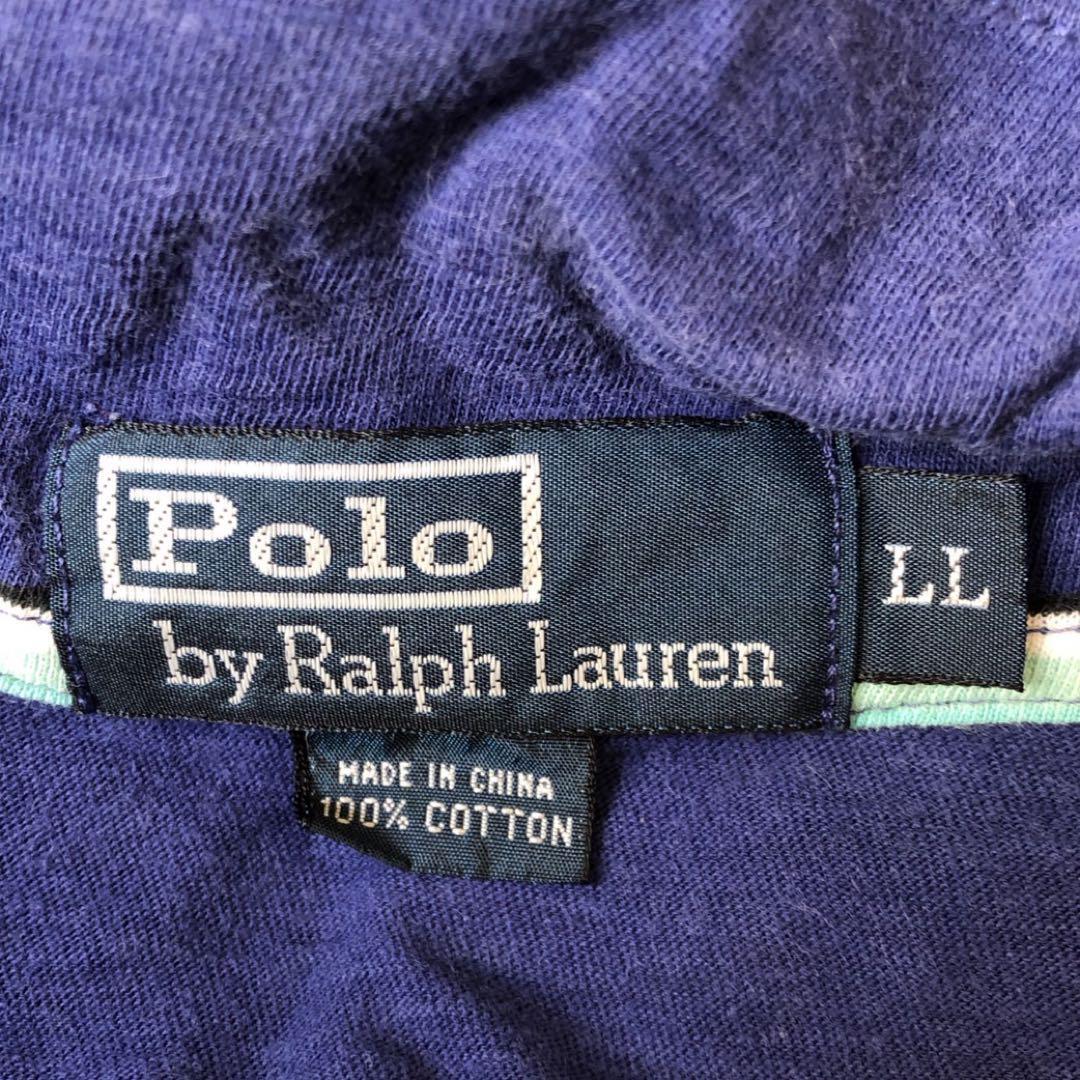 Polo
by Ralph Lauren
LL
MADE IN CHINA
100% COTTON